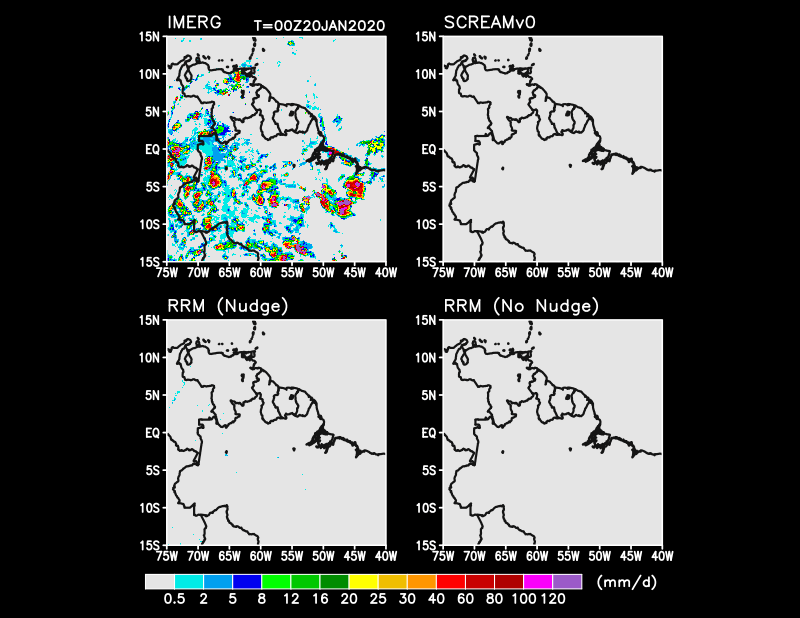 IMERG T=00Z20JAN2020 SCREAMv0
15N 15N
10N 10N
5N 5N
EQ EQ
5S 5S
10S 10S
15S 15S
75W 70W 65W 60W 55W 50W 45W 40W 75W 70W 65W 60W 55W 50W 45W 40W
RRM (Nudge) RRM (No Nudge)
15N 15N
10N 10N
5N 5N
EQ EQ
5S 5S
10S 10S
15S 15S
75W 70W 65W 60W 55W 50W 45W 40W 75W 70W 65W 60W 55W 50W 45W 40W
0.5 2 5 8 12 16 20 25 30 40 60 80 100 120 (mm/d)